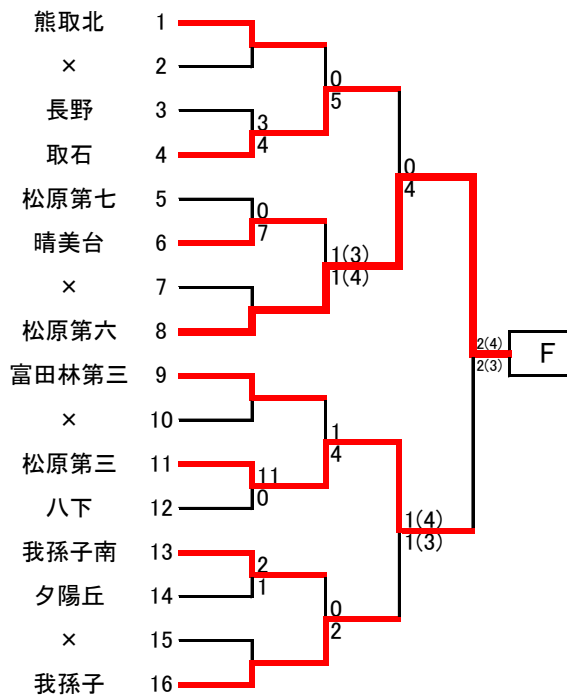 熊取北 1
× 2
長野 3
取石 4
松原第七 5
晴美台 6
× 7
松原第六 8
富田林第三 9
× 10
松原第三 11
八下 12
我孫子南 13
夕陽丘 14
× 15
我孫子 16
3
4
0
7
11
0
2
1
0
5
1(3)
1(4)
1
4
0
2
0
4
1(4)
1(3)
2(4)
2(3)
F